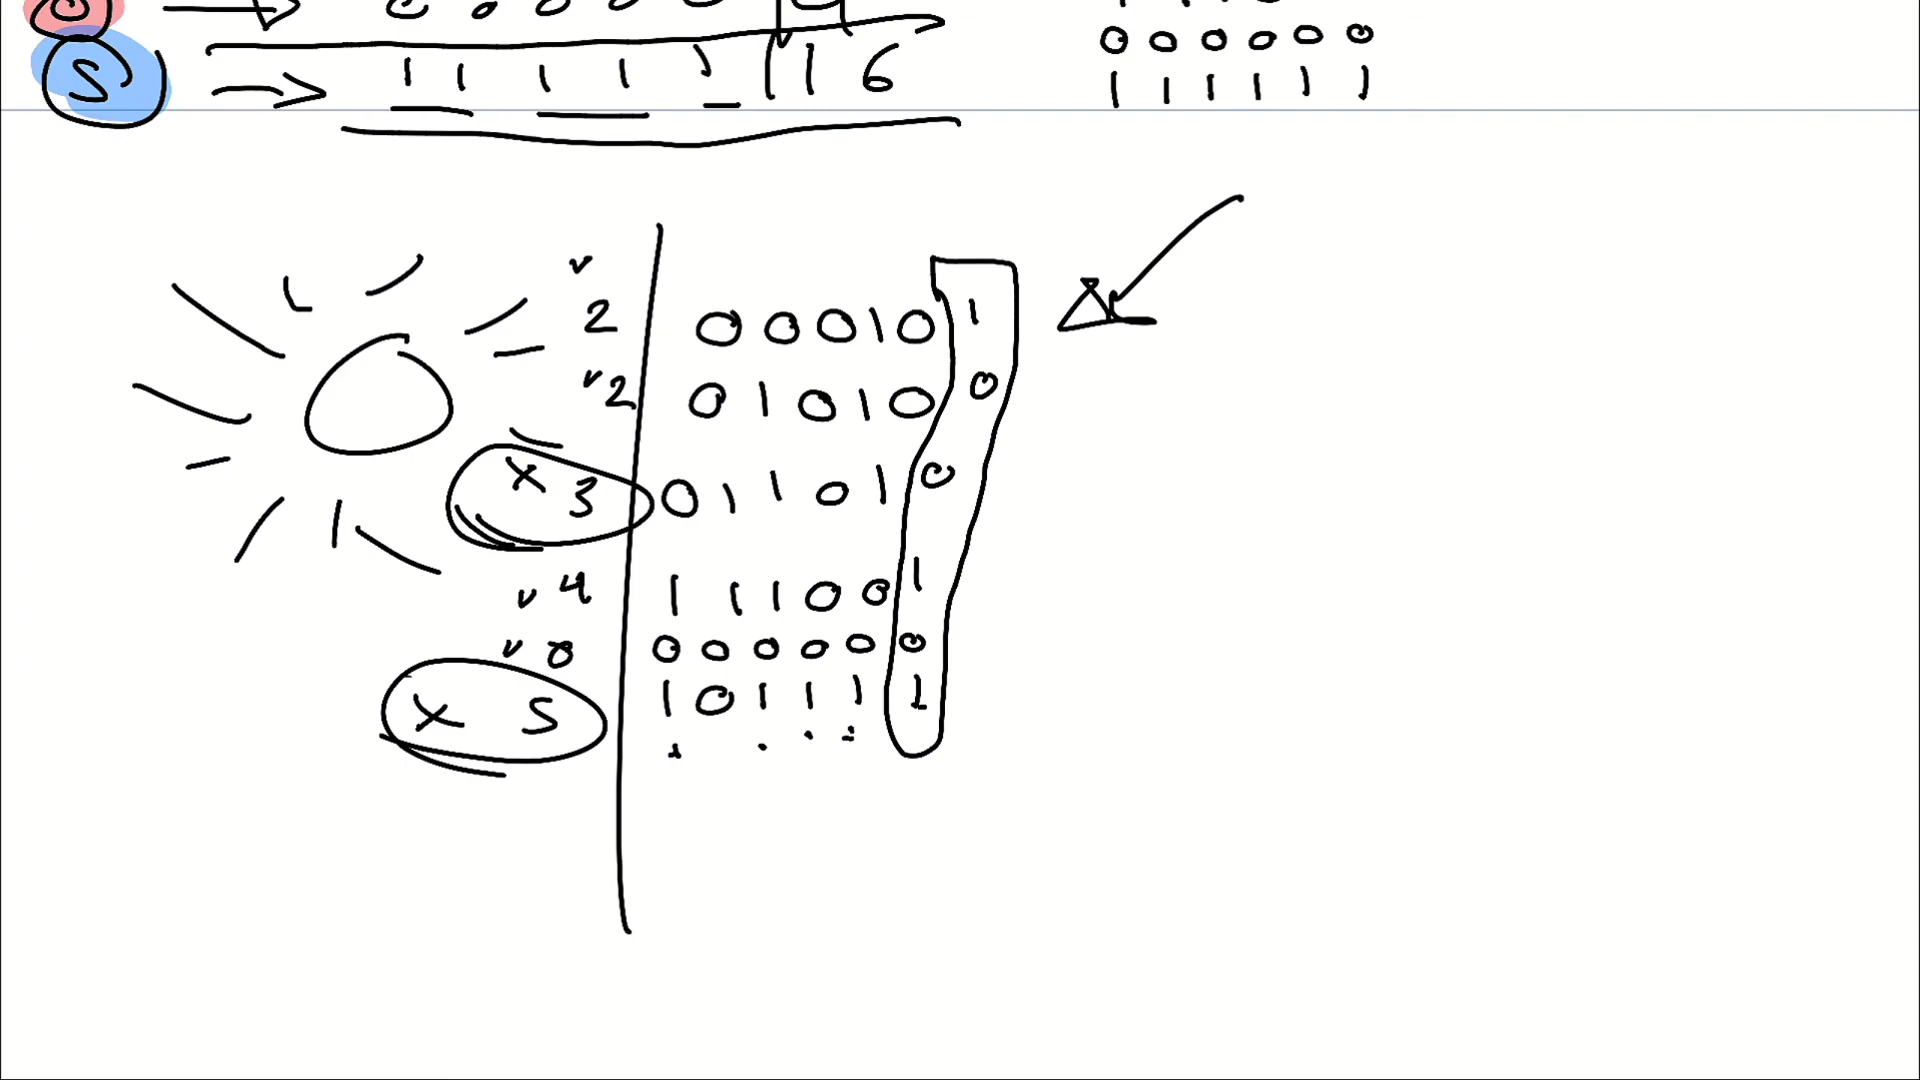 S → 1 1 1 1 1 | 1 6
0 0 0 0 0 0
1 1 1 1 1 1
v
2 0 0 0 1 0 1
v 2 0 1 0 1 0 0
x 3 0 1 1 0 1 0
v 4 1 1 1 0 0 1
v 0 0 0 0 0 0 0
x 5 1 0 1 1 1 1